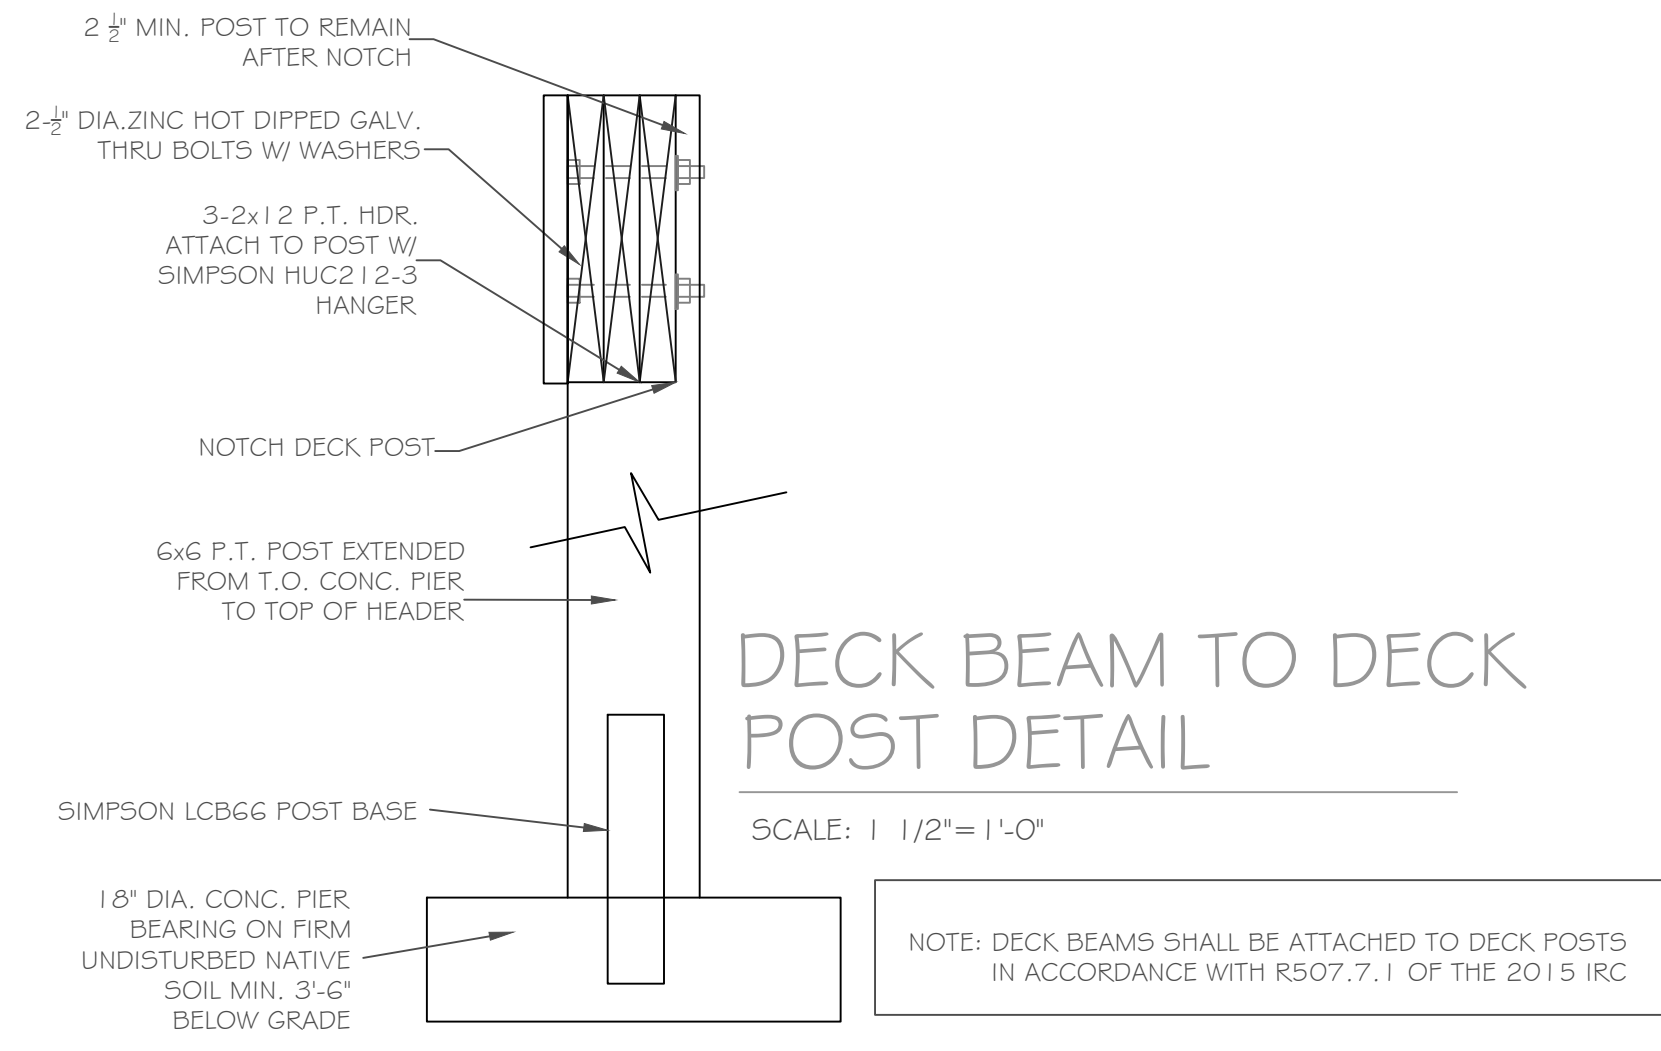 2 ½" MIN. POST TO REMAIN
AFTER NOTCH
2-½" DIA.ZINC HOT DIPPED GALV.
THRU BOLTS W/ WASHERS
3-2x12 P.T. HDR.
ATTACH TO POST W/
SIMPSON HUC212-3
HANGER
NOTCH DECK POST
6x6 P.T. POST EXTENDED
FROM T.O. CONC. PIER
TO TOP OF HEADER
DECK BEAM TO DECK
POST DETAIL
SCALE: 1 1/2"=1'-0"
SIMPSON LCB66 POST BASE
18" DIA. CONC. PIER
BEARING ON FIRM
UNDISTURBED NATIVE
SOIL MIN. 3'-6"
BELOW GRADE
NOTE: DECK BEAMS SHALL BE ATTACHED TO DECK POSTS
IN ACCORDANCE WITH R507.7.1 OF THE 2015 IRC